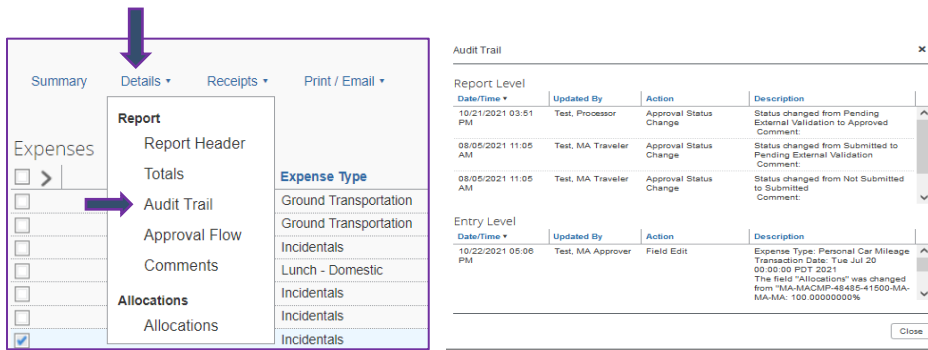 Summary Details ▾ Receipts ▾ Print / Email ▾
Report
Report Header
Totals
Audit Trail
Approval Flow
Comments
Allocations
Allocations
Expenses
Expense Type
Ground Transportation
Ground Transportation
Incidentals
Lunch - Domestic
Incidentals
Incidentals
Incidentals
Audit Trail ×
Report Level
Date/Time ▾ Updated By Action Description
10/21/2021 03:51 Test, Processor Approval Status Status changed from Pending
PM Change External Validation to Approved
Comment:
08/05/2021 11:05 Test, MA Traveler Approval Status Status changed from Submitted to
AM Change Pending External Validation
Comment:
08/05/2021 11:05 Test, MA Traveler Approval Status Status changed from Not Submitted
AM Change to Submitted
Comment:
Entry Level
Date/Time ▾ Updated By Action Description
10/22/2021 05:06 Test, MA Approver Field Edit Expense Type: Personal Car Mileage
PM Transaction Date: Tue Jul 20
00:00:00 PDT 2021
The field "Allocations" was changed
from "MA-MACMP-48485-41500-MA-
MA-MA: 100.00000000%
Close